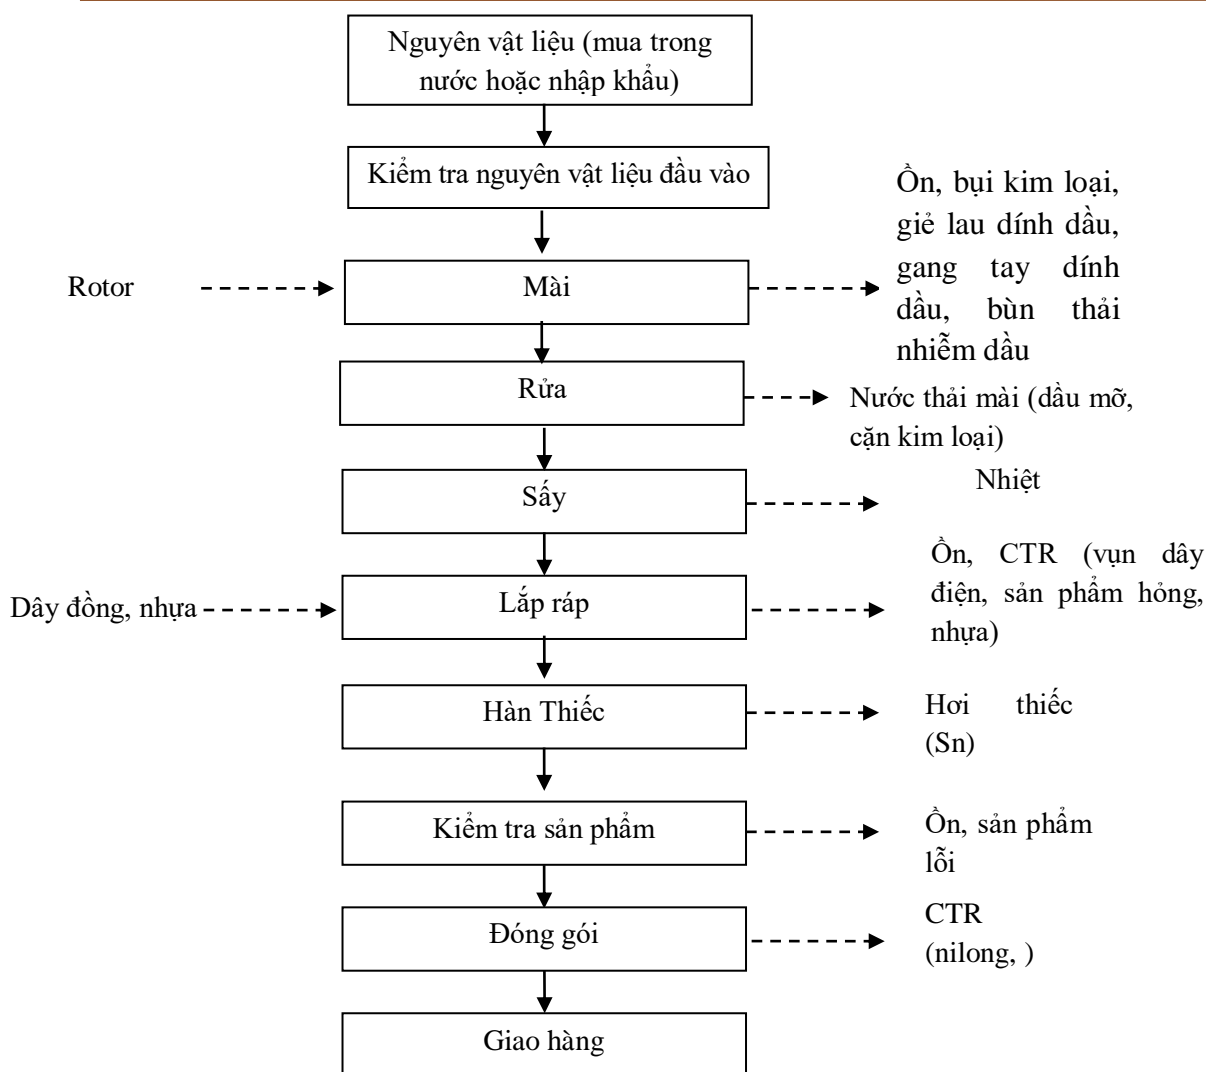 Nguyên vật liệu (mua trong
nước hoặc nhập khẩu)
Kiểm tra nguyên vật liệu đầu vào
Ồn, bụi kim loại,
giẻ lau dính dầu,
gang tay dính
dầu, bùn thải
nhiễm dầu
Rotor
Mài
Rửa
Nước thải mài (dầu mỡ,
cặn kim loại)
Sấy
Nhiệt
Ồn, CTR (vụn dây
điện, sản phẩm hỏng,
nhựa)
Dây đồng, nhựa
Lắp ráp
Hàn Thiếc
Hơi thiếc
(Sn)
Kiểm tra sản phẩm
Ồn, sản phẩm
lỗi
Đóng gói
CTR
(nilong, )
Giao hàng